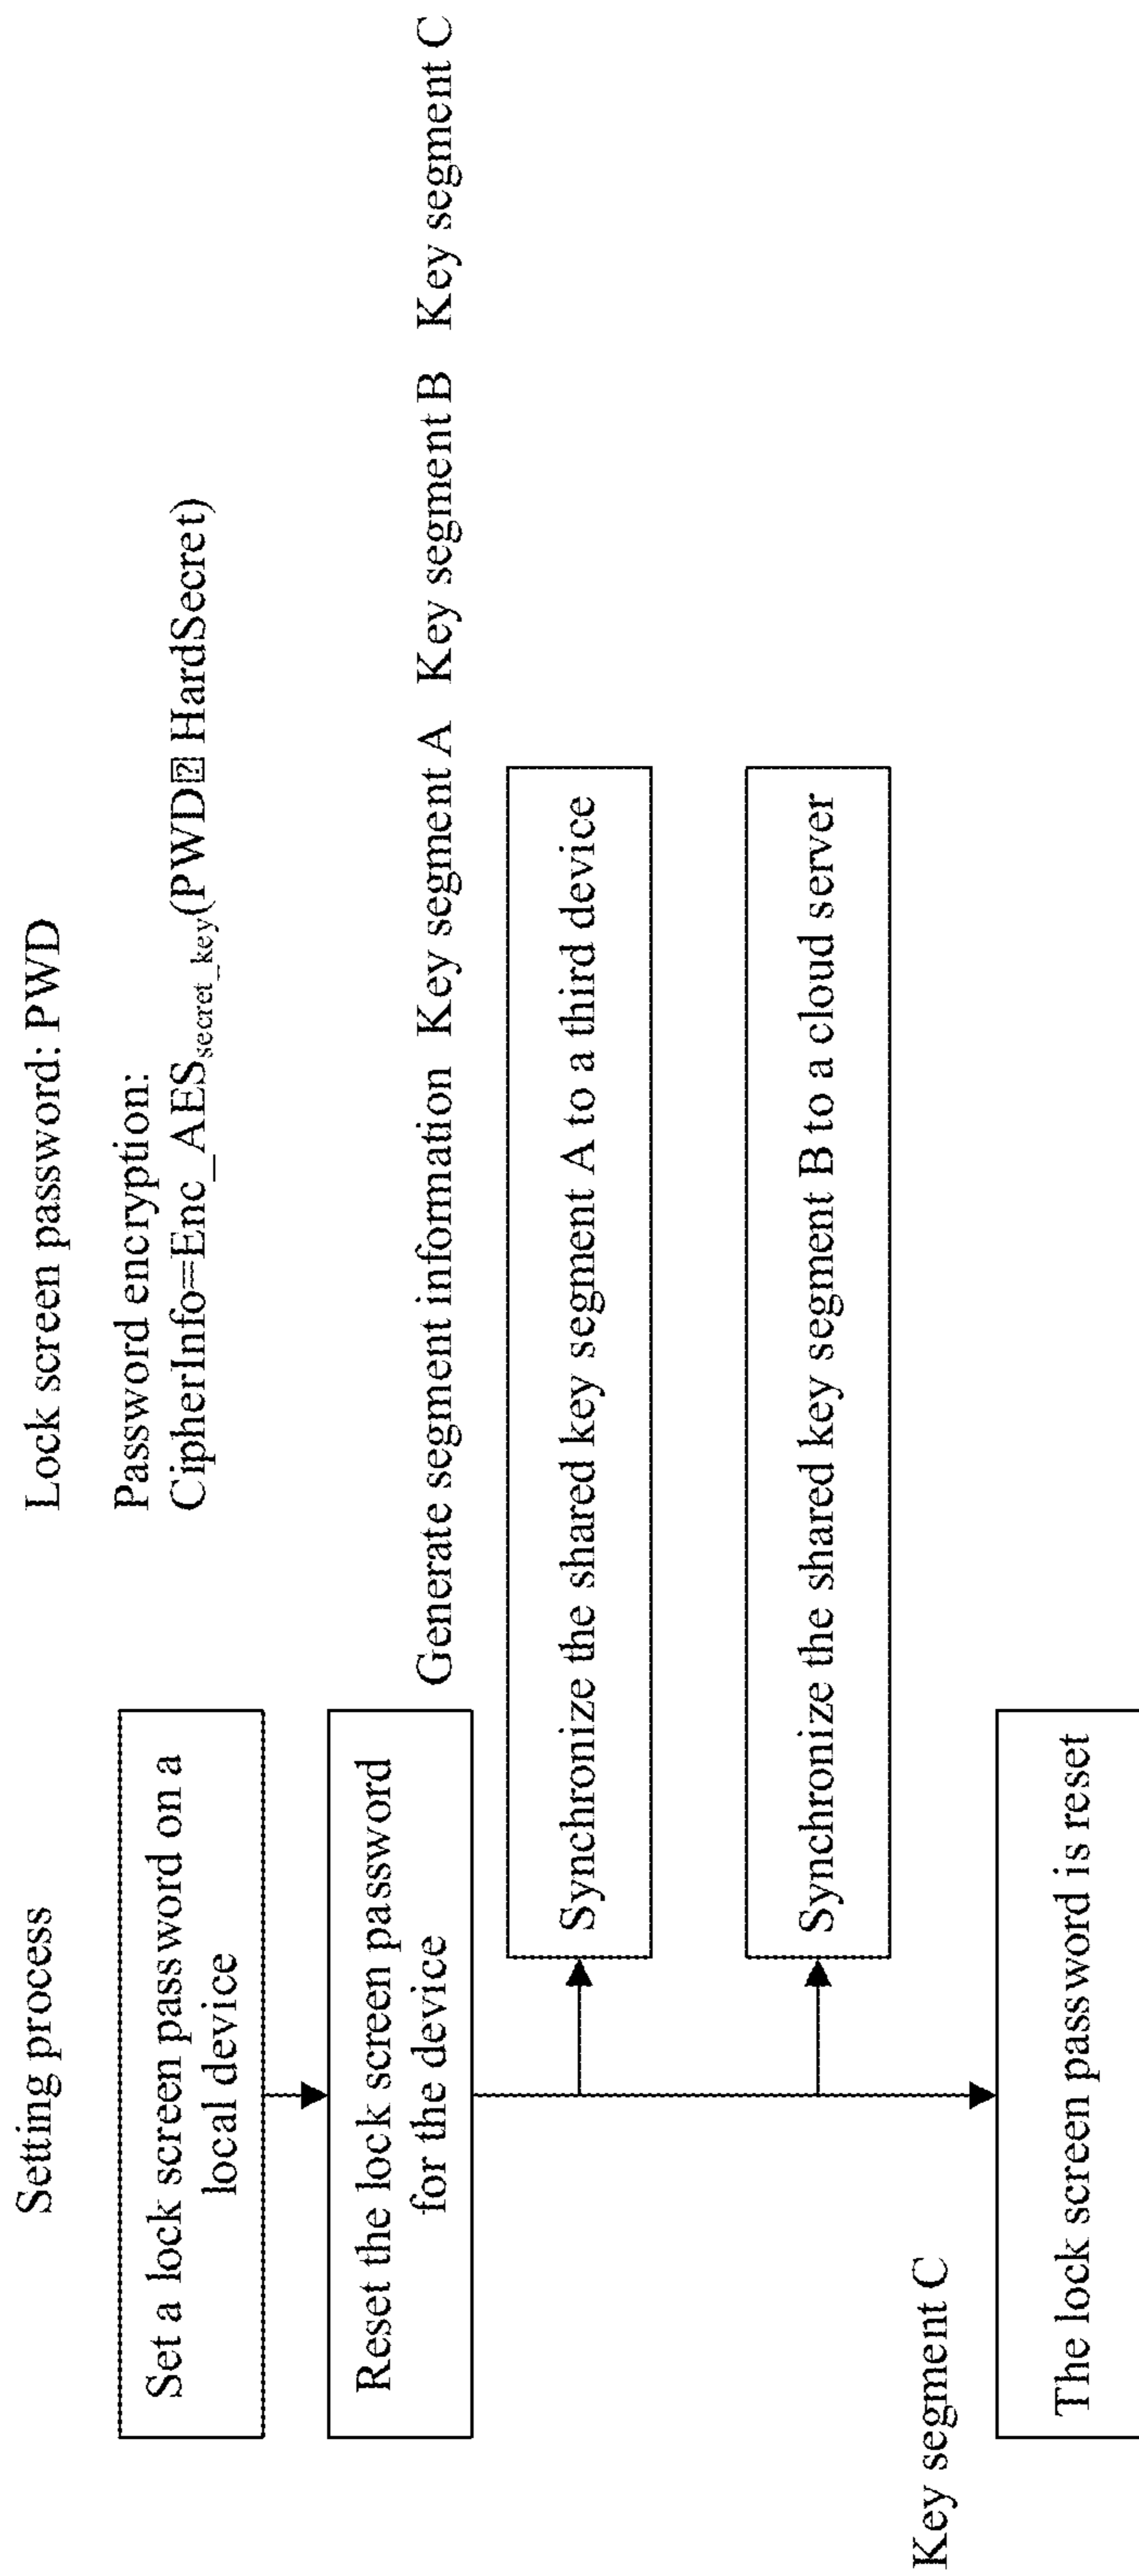 Setting process
Lock screen password: PWD
Set a lock screen password on a
local device
Password encryption:
CipherInfo=Enc_AESsecret_key(PWD⍰ HardSecret)
Reset the lock screen password
for the device
Generate segment information Key segment A Key segment B Key segment C
Synchronize the shared key segment A to a third device
Synchronize the shared key segment B to a cloud server
Key segment C
The lock screen password is reset